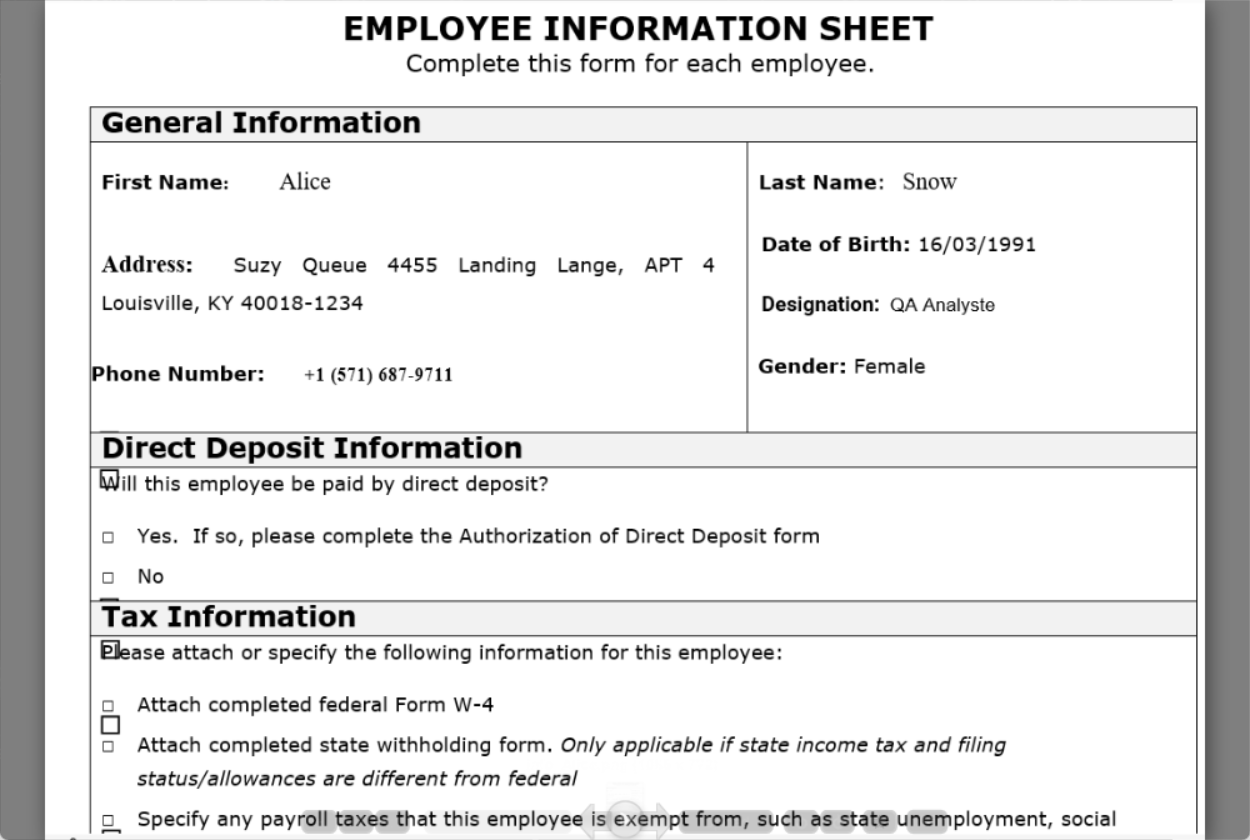 EMPLOYEE INFORMATION SHEET
Complete this form for each employee.
General Information
First Name: Alice
Last Name: Snow
Date of Birth: 16/03/1991
Address: Suzy Queue 4455 Landing Lange, APT 4
Louisville, KY 40018-1234
Designation: QA Analyste
Gender: Female
Phone Number: +1 (571) 687-9711
Direct Deposit Information
Will this employee be paid by direct deposit?
□ Yes. If so, please complete the Authorization of Direct Deposit form
□ No
Tax Information
Please attach or specify the following information for this employee:
□ Attach completed federal Form W-4
□ Attach completed state withholding form. Only applicable if state income tax and filing
status/allowances are different from federal
□ Specify any payroll taxes that this employee is exempt from, such as state unemployment, social